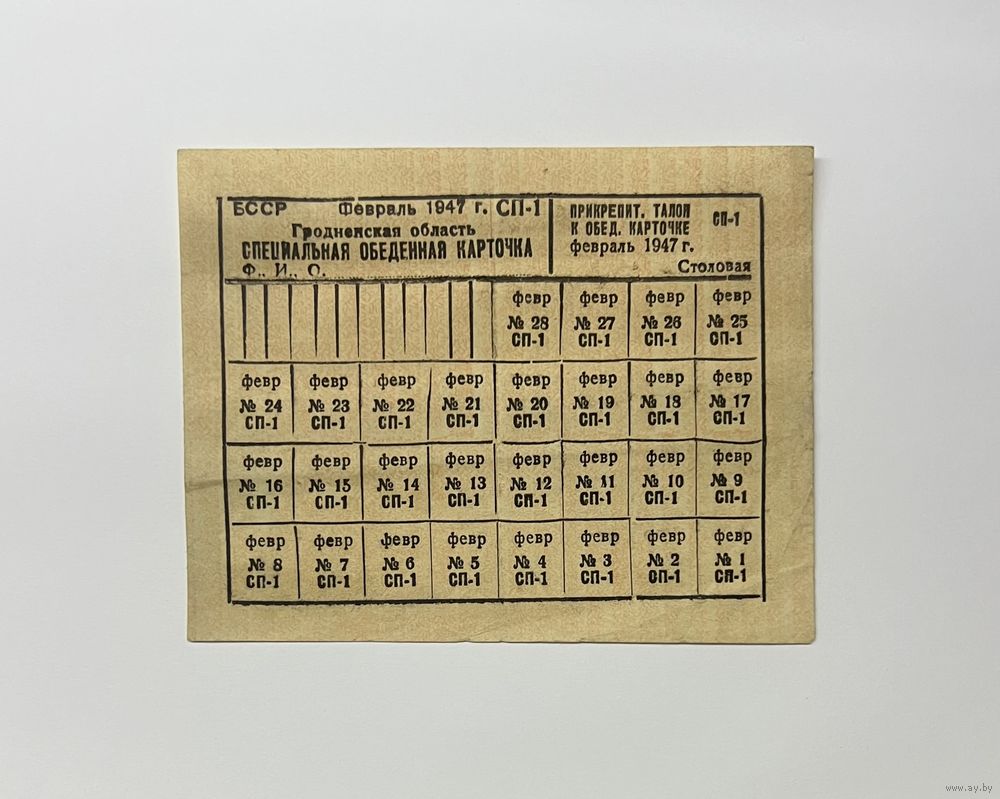 БССР Февраль 1947 г. СП-1
Гродненская область
СПЕЦИАЛЬНАЯ ОБЕДЕННАЯ КАРТОЧКА
Ф., И., О.
ПРИКРЕПИТ. ТАЛОН СП-1
К ОБЕД. КАРТОЧКЕ
февраль 1947 г.
Столовая
февр февр февр февр
№ 28 № 27 № 26 № 25
СП-1 СП-1 СП-1 СП-1
февр февр февр февр февр февр февр февр
№ 24 № 23 № 22 № 21 № 20 № 19 № 18 № 17
СП-1 СП-1 СП-1 СП-1 СП-1 СП-1 СП-1 СП-1
февр февр февр февр февр февр февр февр
№ 16 № 15 № 14 № 13 № 12 № 11 № 10 № 9
СП-1 СП-1 СП-1 СП-1 СП-1 СП-1 СП-1 СП-1
февр февр февр февр февр февр февр февр
№ 8 № 7 № 6 № 5 № 4 № 3 № 2 № 1
СП-1 СП-1 СП-1 СП-1 СП-1 СП-1 СП-1 СП-1
www.ay.by